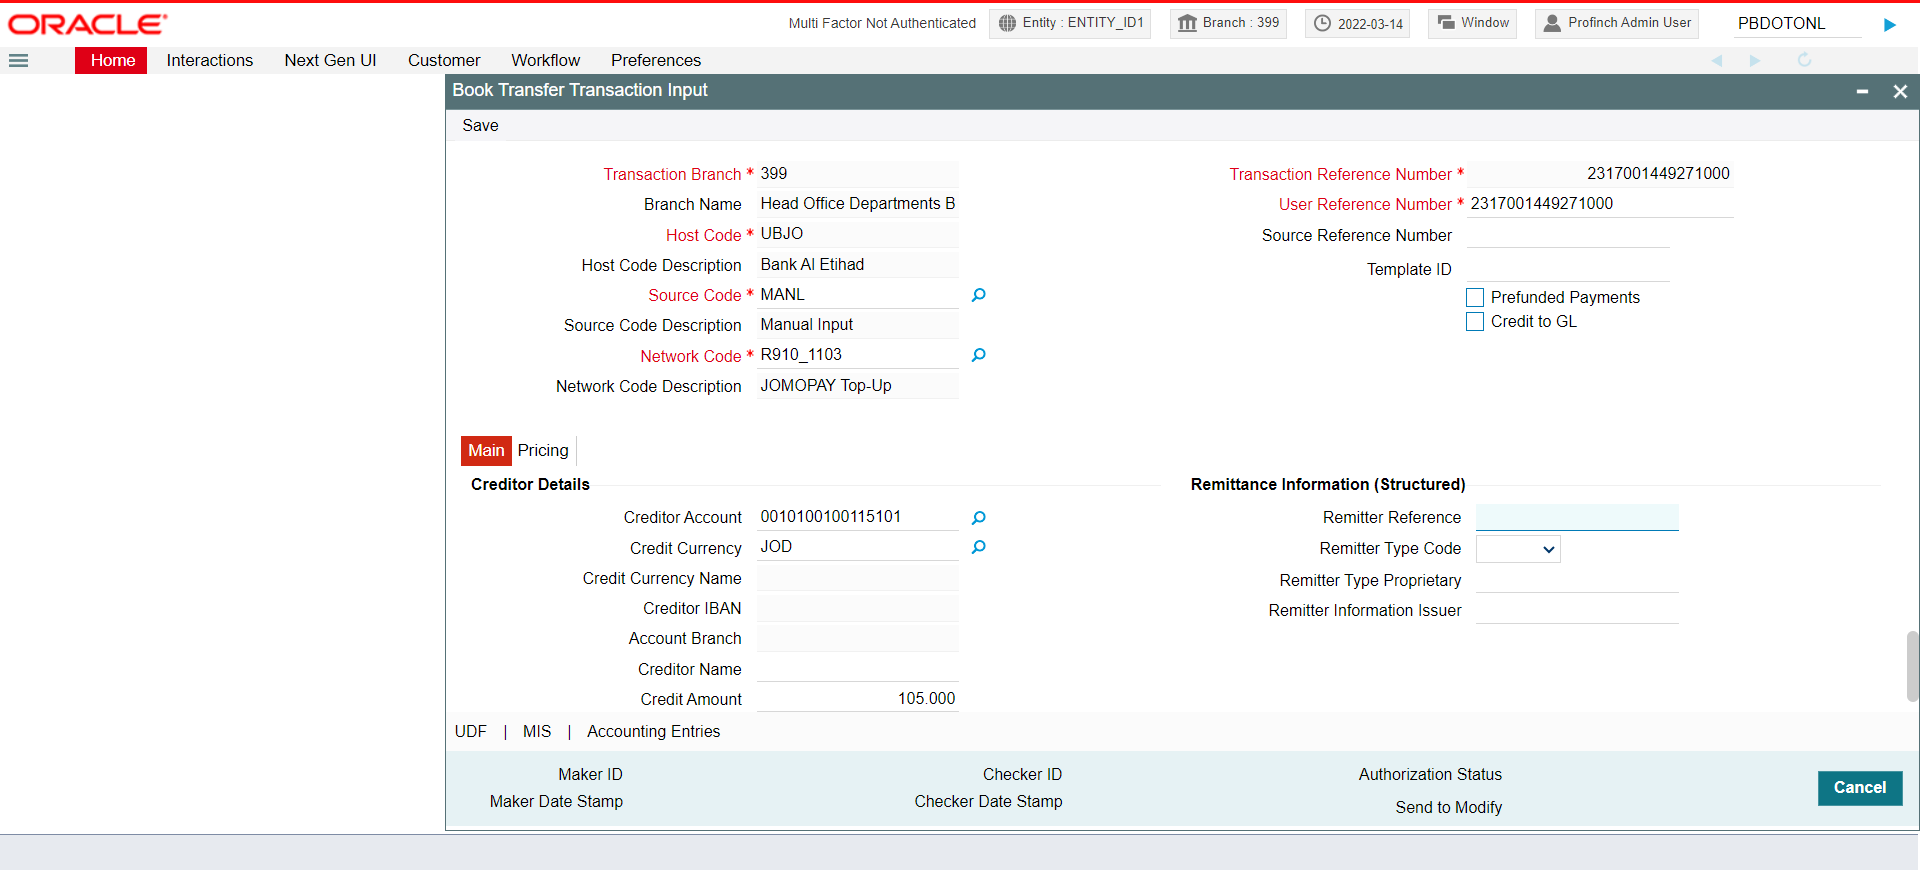 ORACLE Multi Factor Not Authenticated Entity : ENTITY_ID1 Branch : 399 2022-03-14 Window Profinch Admin User PBDOTONL
Home Interactions Next Gen UI Customer Workflow Preferences
Book Transfer Transaction Input
Save
Transaction Branch * 399 Transaction Reference Number * 2317001449271000
Branch Name Head Office Departments B User Reference Number * 2317001449271000
Host Code * UBJO Source Reference Number
Host Code Description Bank Al Etihad Template ID
Source Code * MANL Prefunded Payments
Source Code Description Manual Input Credit to GL
Network Code * R910_1103
Network Code Description JOMOPAY Top-Up
Main Pricing
Creditor Details Remittance Information (Structured)
Creditor Account 0010100100115101 Remitter Reference
Credit Currency JOD Remitter Type Code
Credit Currency Name Remitter Type Proprietary
Creditor IBAN Remitter Information Issuer
Account Branch
Creditor Name
Credit Amount 105.000
UDF | MIS | Accounting Entries
Maker ID Checker ID Authorization Status
Cancel
Maker Date Stamp Checker Date Stamp Send to Modify